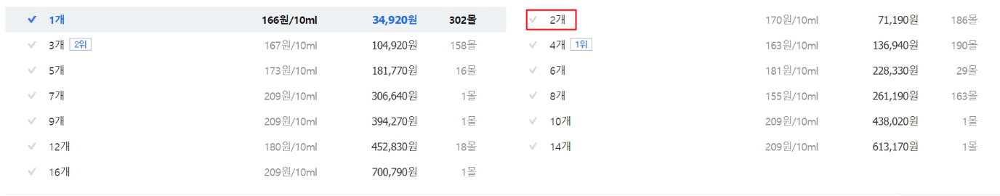 1개 166원/10ml 34,920원 302몰 2개 170원/10ml 71,190원 186몰
3개 2위 167원/10ml 104,920원 158몰 4개 1위 163원/10ml 136,940원 190몰
5개 173원/10ml 181,770원 16몰 6개 181원/10ml 228,330원 29몰
7개 209원/10ml 306,640원 1몰 8개 155원/10ml 261,190원 163몰
9개 209원/10ml 394,270원 1몰 10개 209원/10ml 438,020원 1몰
12개 180원/10ml 452,830원 18몰 14개 209원/10ml 613,170원 1몰
16개 209원/10ml 700,790원 1몰